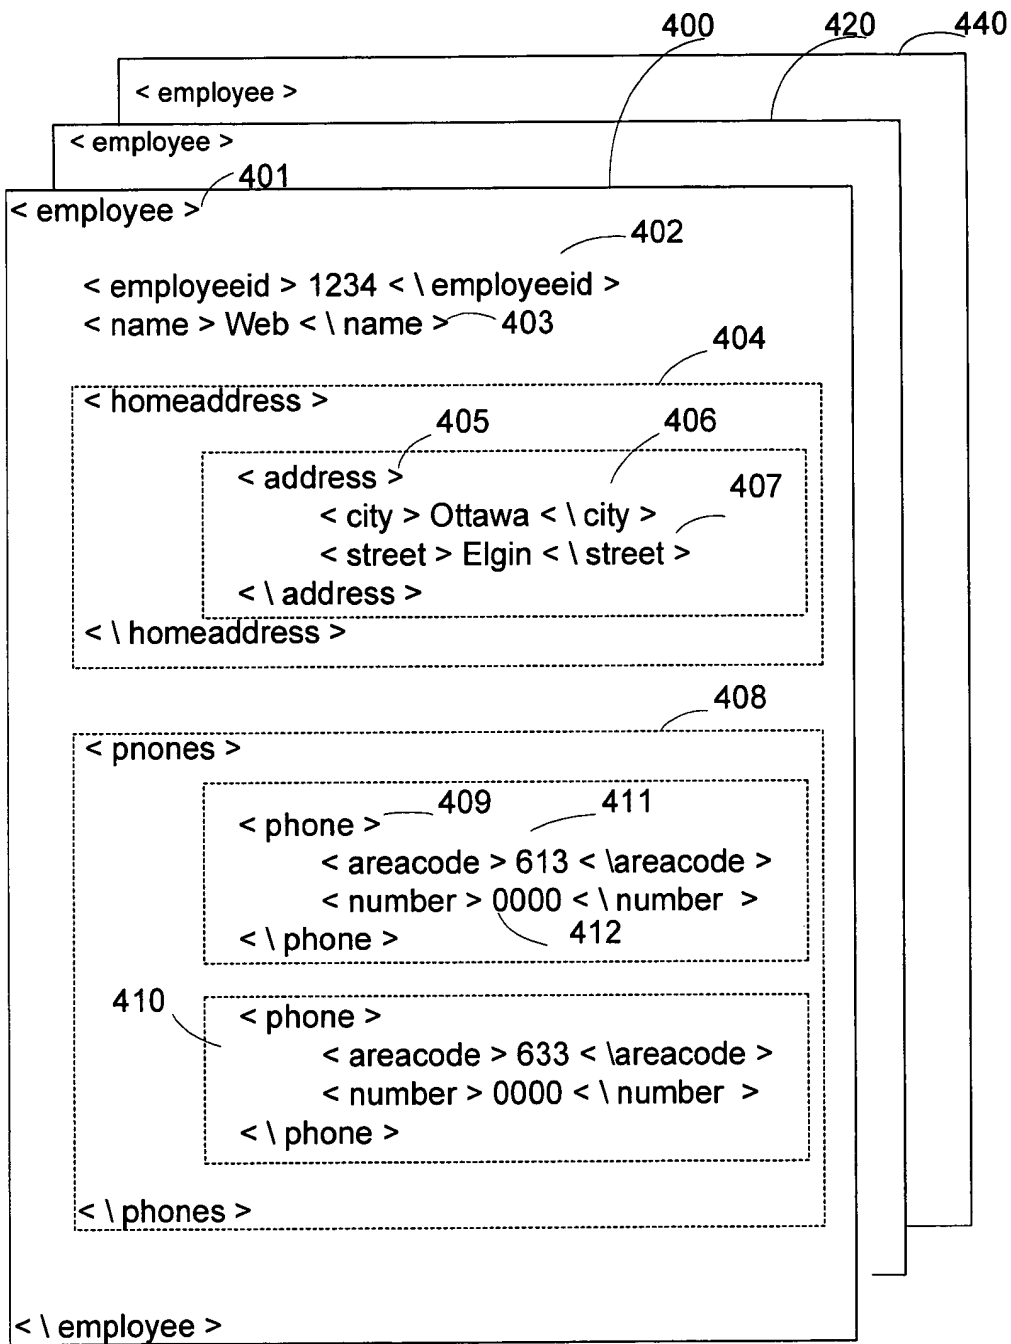 400 420 440
< employee >
< employee >
401
< employee >
402
< employeeid > 1234 < \ employeeid >
< name > Web < \ name > 403
404
< homeaddress >
405 406
< address >
407
< city > Ottawa < \ city >
< street > Elgin < \ street >
< \ address >
< \ homeaddress >
408
< pnones >
409 411
< phone >
< areacode > 613 < \areacode >
< number > 0000 < \ number >
412
< \ phone >
410
< phone >
< areacode > 633 < \areacode >
< number > 0000 < \ number >
< \ phone >
< \ phones >
< \ employee >